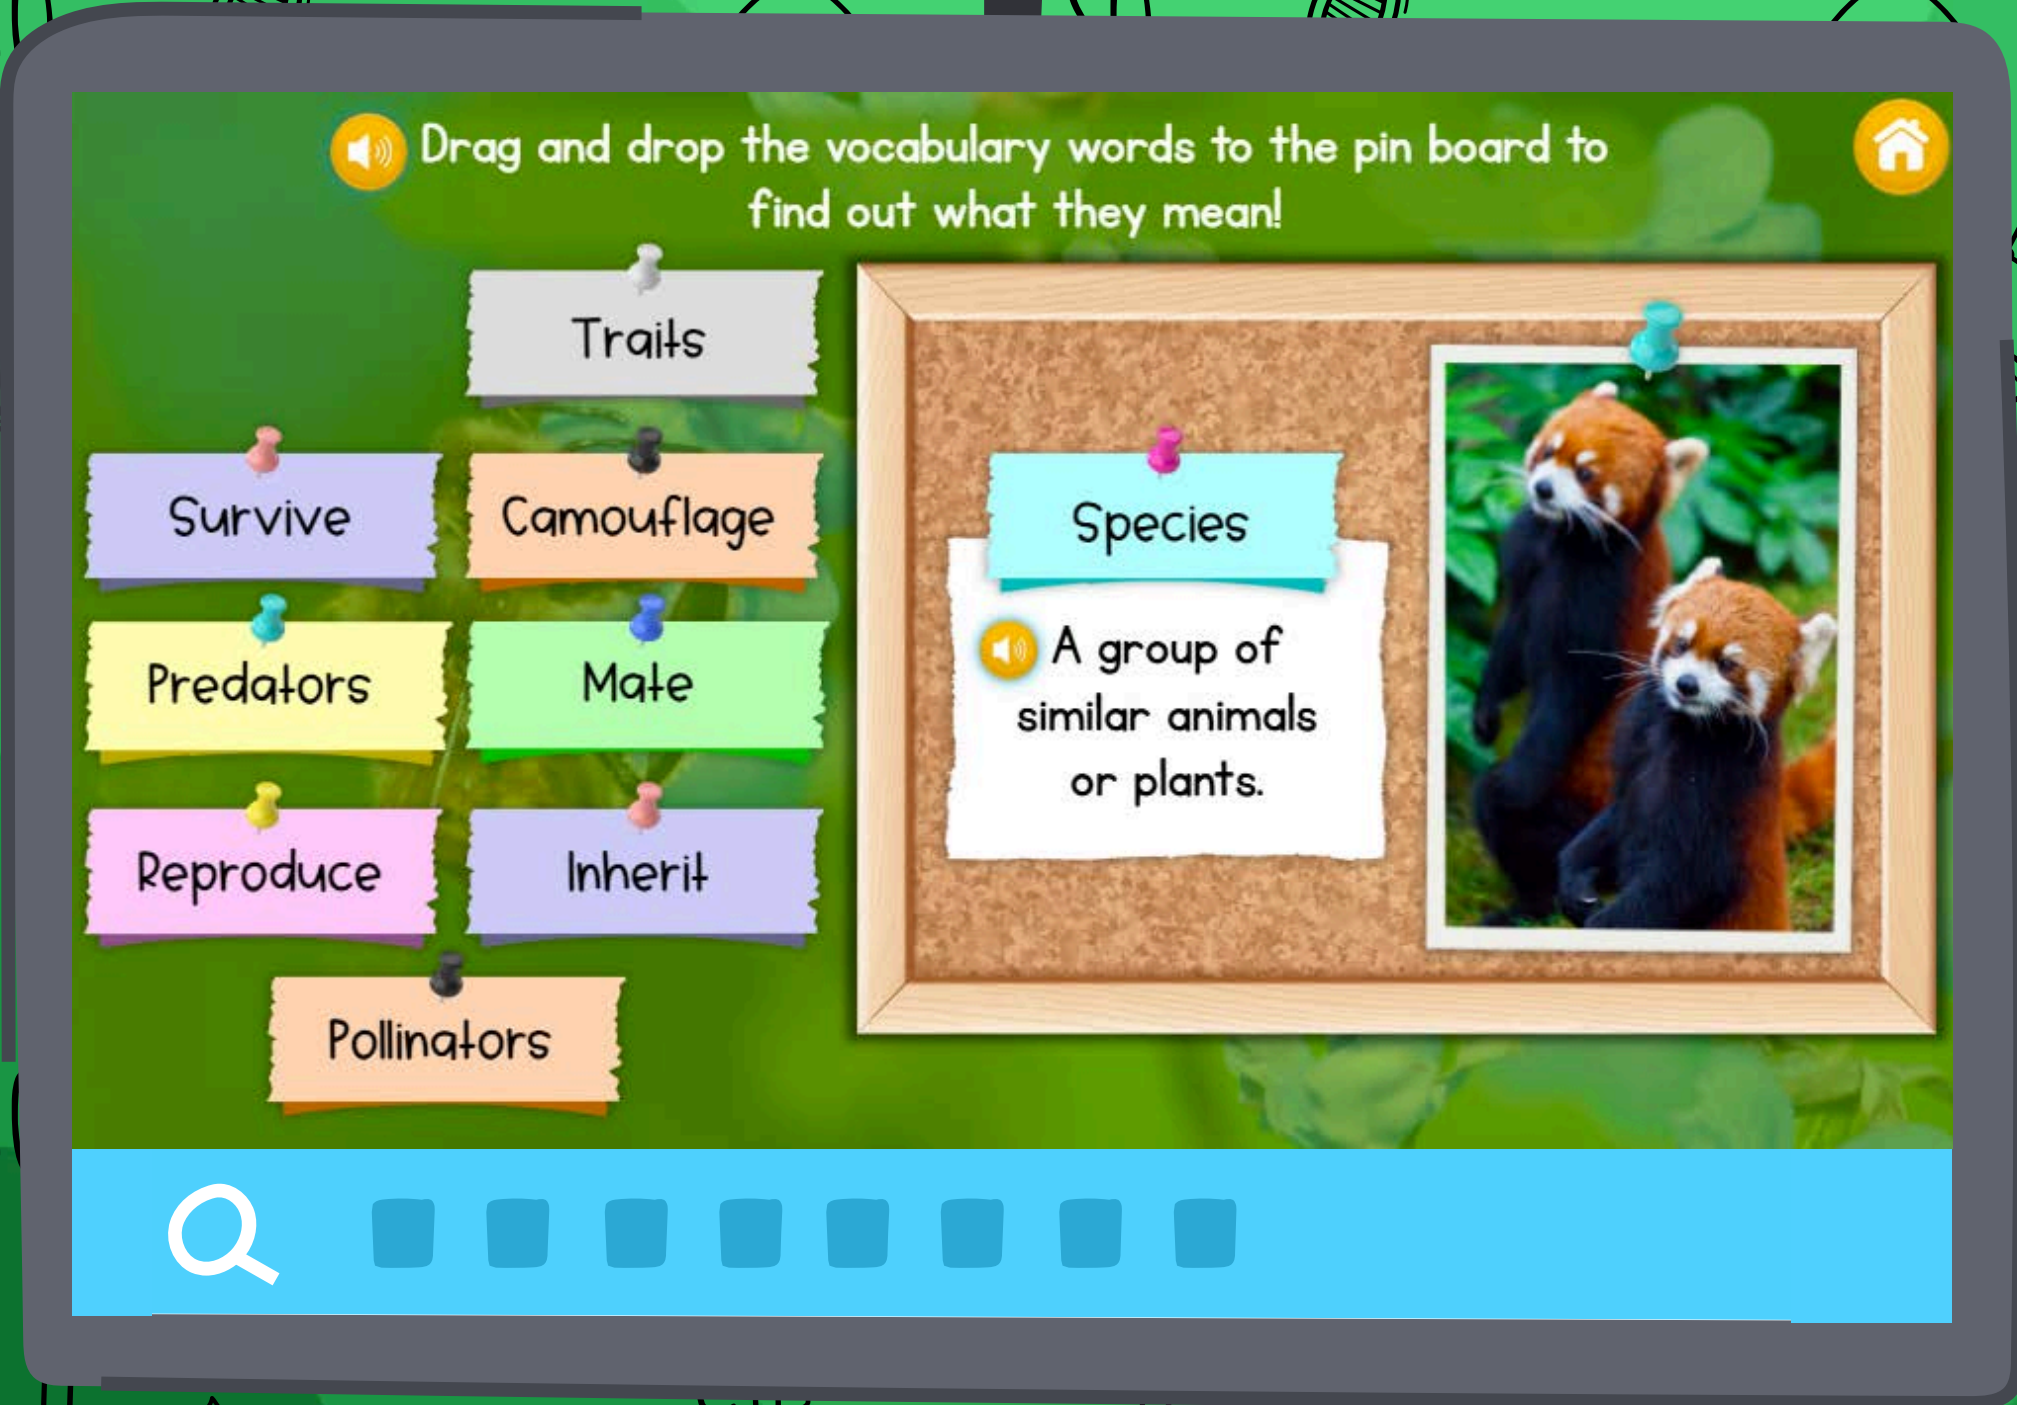 Drag and drop the vocabulary words to the pin board to
find out what they mean!
Traits
Survive
Camouflage
Predators
Mate
Reproduce
Inherit
Pollinators
Species
A group of
similar animals
or plants.